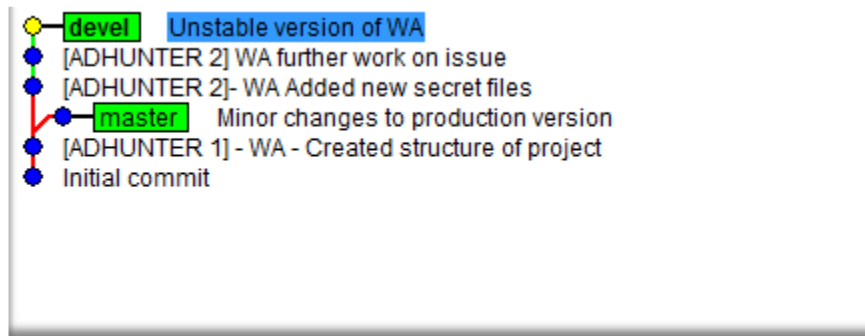 devel Unstable version of WA
[ADHUNTER 2] WA further work on issue
[ADHUNTER 2]- WA Added new secret files
master Minor changes to production version
[ADHUNTER 1] - WA - Created structure of project
Initial commit